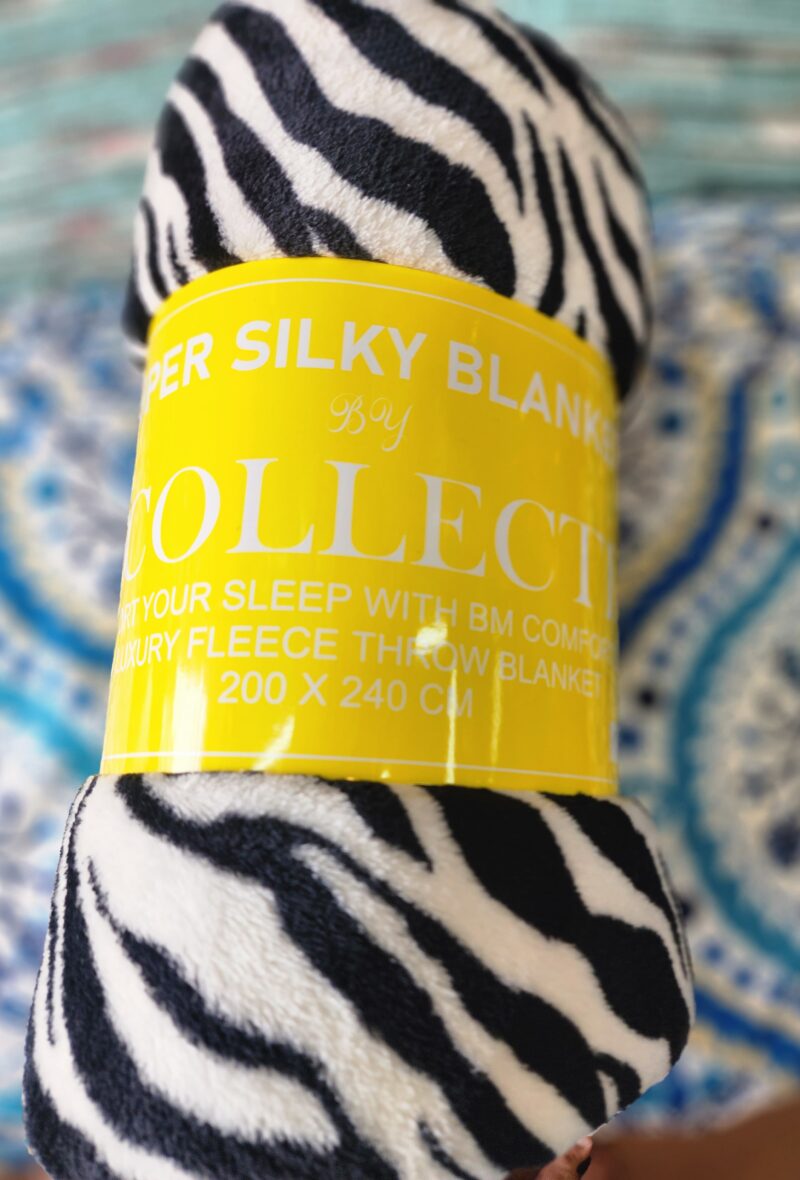 PER SILKY BLANKE
BY
COLLECTI
RT YOUR SLEEP WITH BM COMFOR
LUXURY FLEECE THROW BLANKET
200 X 240 CM